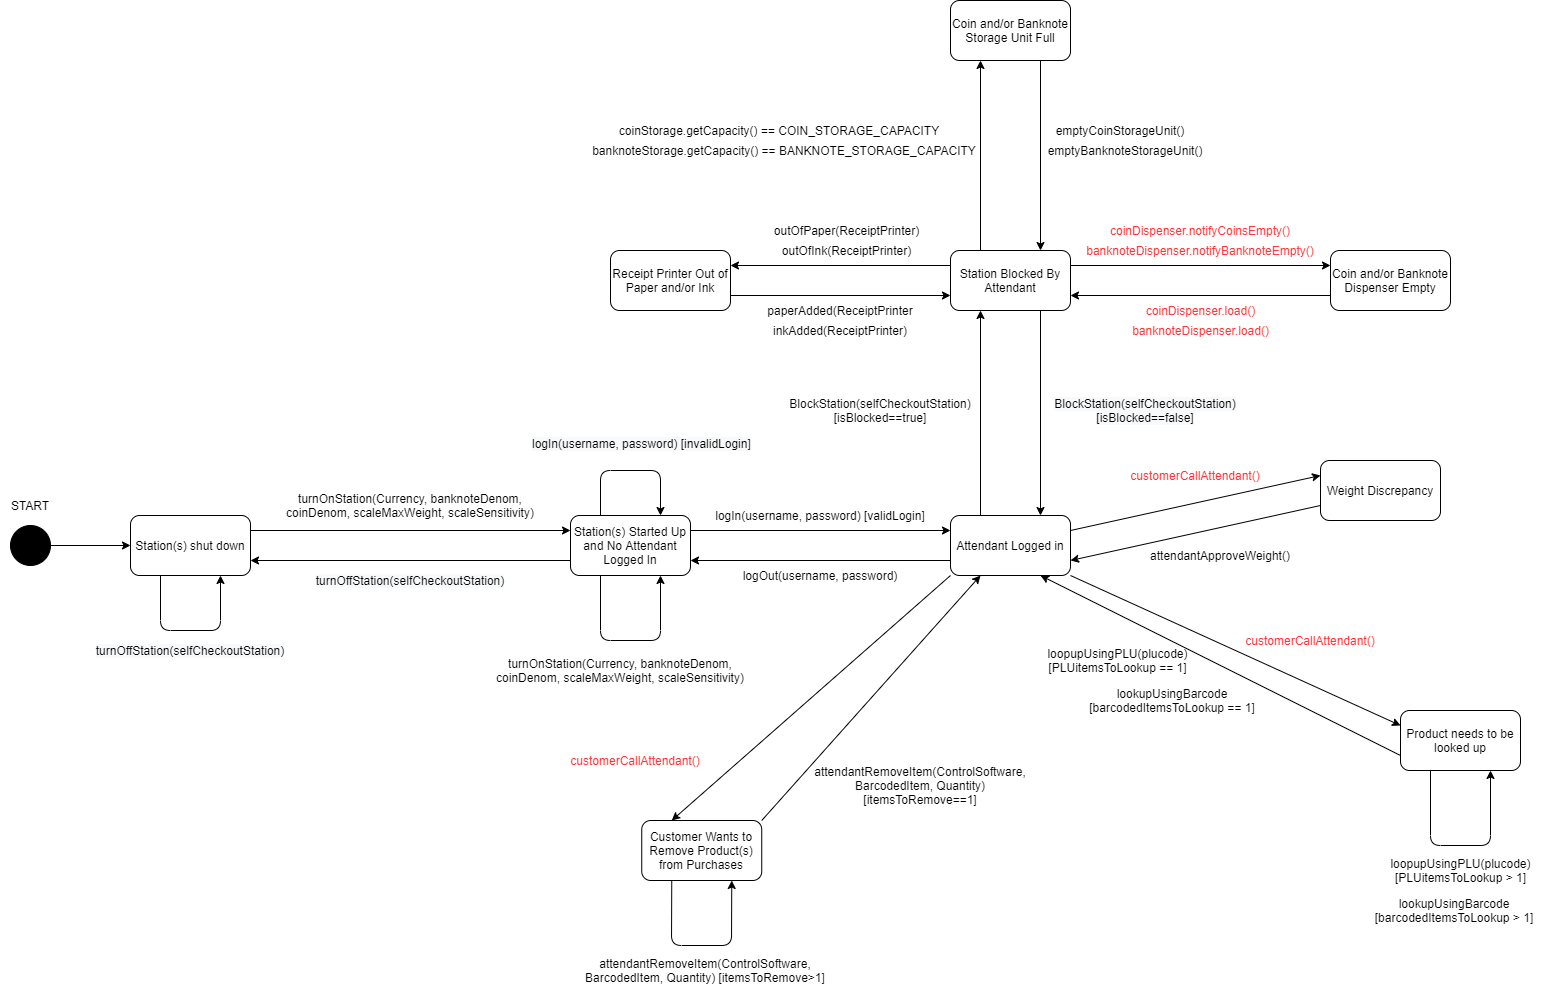 Coin and/or Banknote
Storage Unit Full
coinStorage.getCapacity() == COIN_STORAGE_CAPACITY
banknoteStorage.getCapacity() == BANKNOTE_STORAGE_CAPACITY
emptyCoinStorageUnit()
emptyBanknoteStorageUnit()
outOfPaper(ReceiptPrinter)
outOfInk(ReceiptPrinter)
coinDispenser.notifyCoinsEmpty()
banknoteDispenser.notifyBanknoteEmpty()
Receipt Printer Out of
Paper and/or Ink
Station Blocked By
Attendant
Coin and/or Banknote
Dispenser Empty
paperAdded(ReceiptPrinter
inkAdded(ReceiptPrinter)
coinDispenser.load()
banknoteDispenser.load()
BlockStation(selfCheckoutStation)
[isBlocked==true]
BlockStation(selfCheckoutStation)
[isBlocked==false]
logIn(username, password) [invalidLogin]
customerCallAttendant()
Weight Discrepancy
START
turnOnStation(Currency, banknoteDenom,
coinDenom, scaleMaxWeight, scaleSensitivity)
logIn(username, password) [validLogin]
Station(s) shut down
Station(s) Started Up
and No Attendant
Logged In
Attendant Logged in
attendantApproveWeight()
turnOffStation(selfCheckoutStation)
logOut(username, password)
turnOffStation(selfCheckoutStation)
turnOnStation(Currency, banknoteDenom,
coinDenom, scaleMaxWeight, scaleSensitivity)
customerCallAttendant()
loopupUsingPLU(plucode)
[PLUitemsToLookup == 1]
lookupUsingBarcode
[barcodedItemsToLookup == 1]
Product needs to be
looked up
customerCallAttendant()
attendantRemoveItem(ControlSoftware,
BarcodedItem, Quantity)
[itemsToRemove==1]
Customer Wants to
Remove Product(s)
from Purchases
loopupUsingPLU(plucode)
[PLUitemsToLookup > 1]
lookupUsingBarcode
[barcodedItemsToLookup > 1]
attendantRemoveItem(ControlSoftware,
BarcodedItem, Quantity) [itemsToRemove>1]